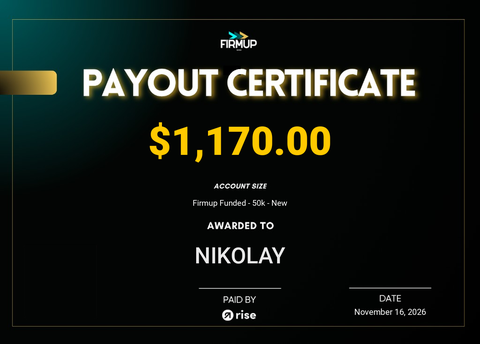 FIRMUP
PAYOUT CERTIFICATE
$1,170.00
ACCOUNT SIZE
Firmup Funded - 50k - New
AWARDED TO
NIKOLAY
PAID BY
rise
DATE
November 16, 2026